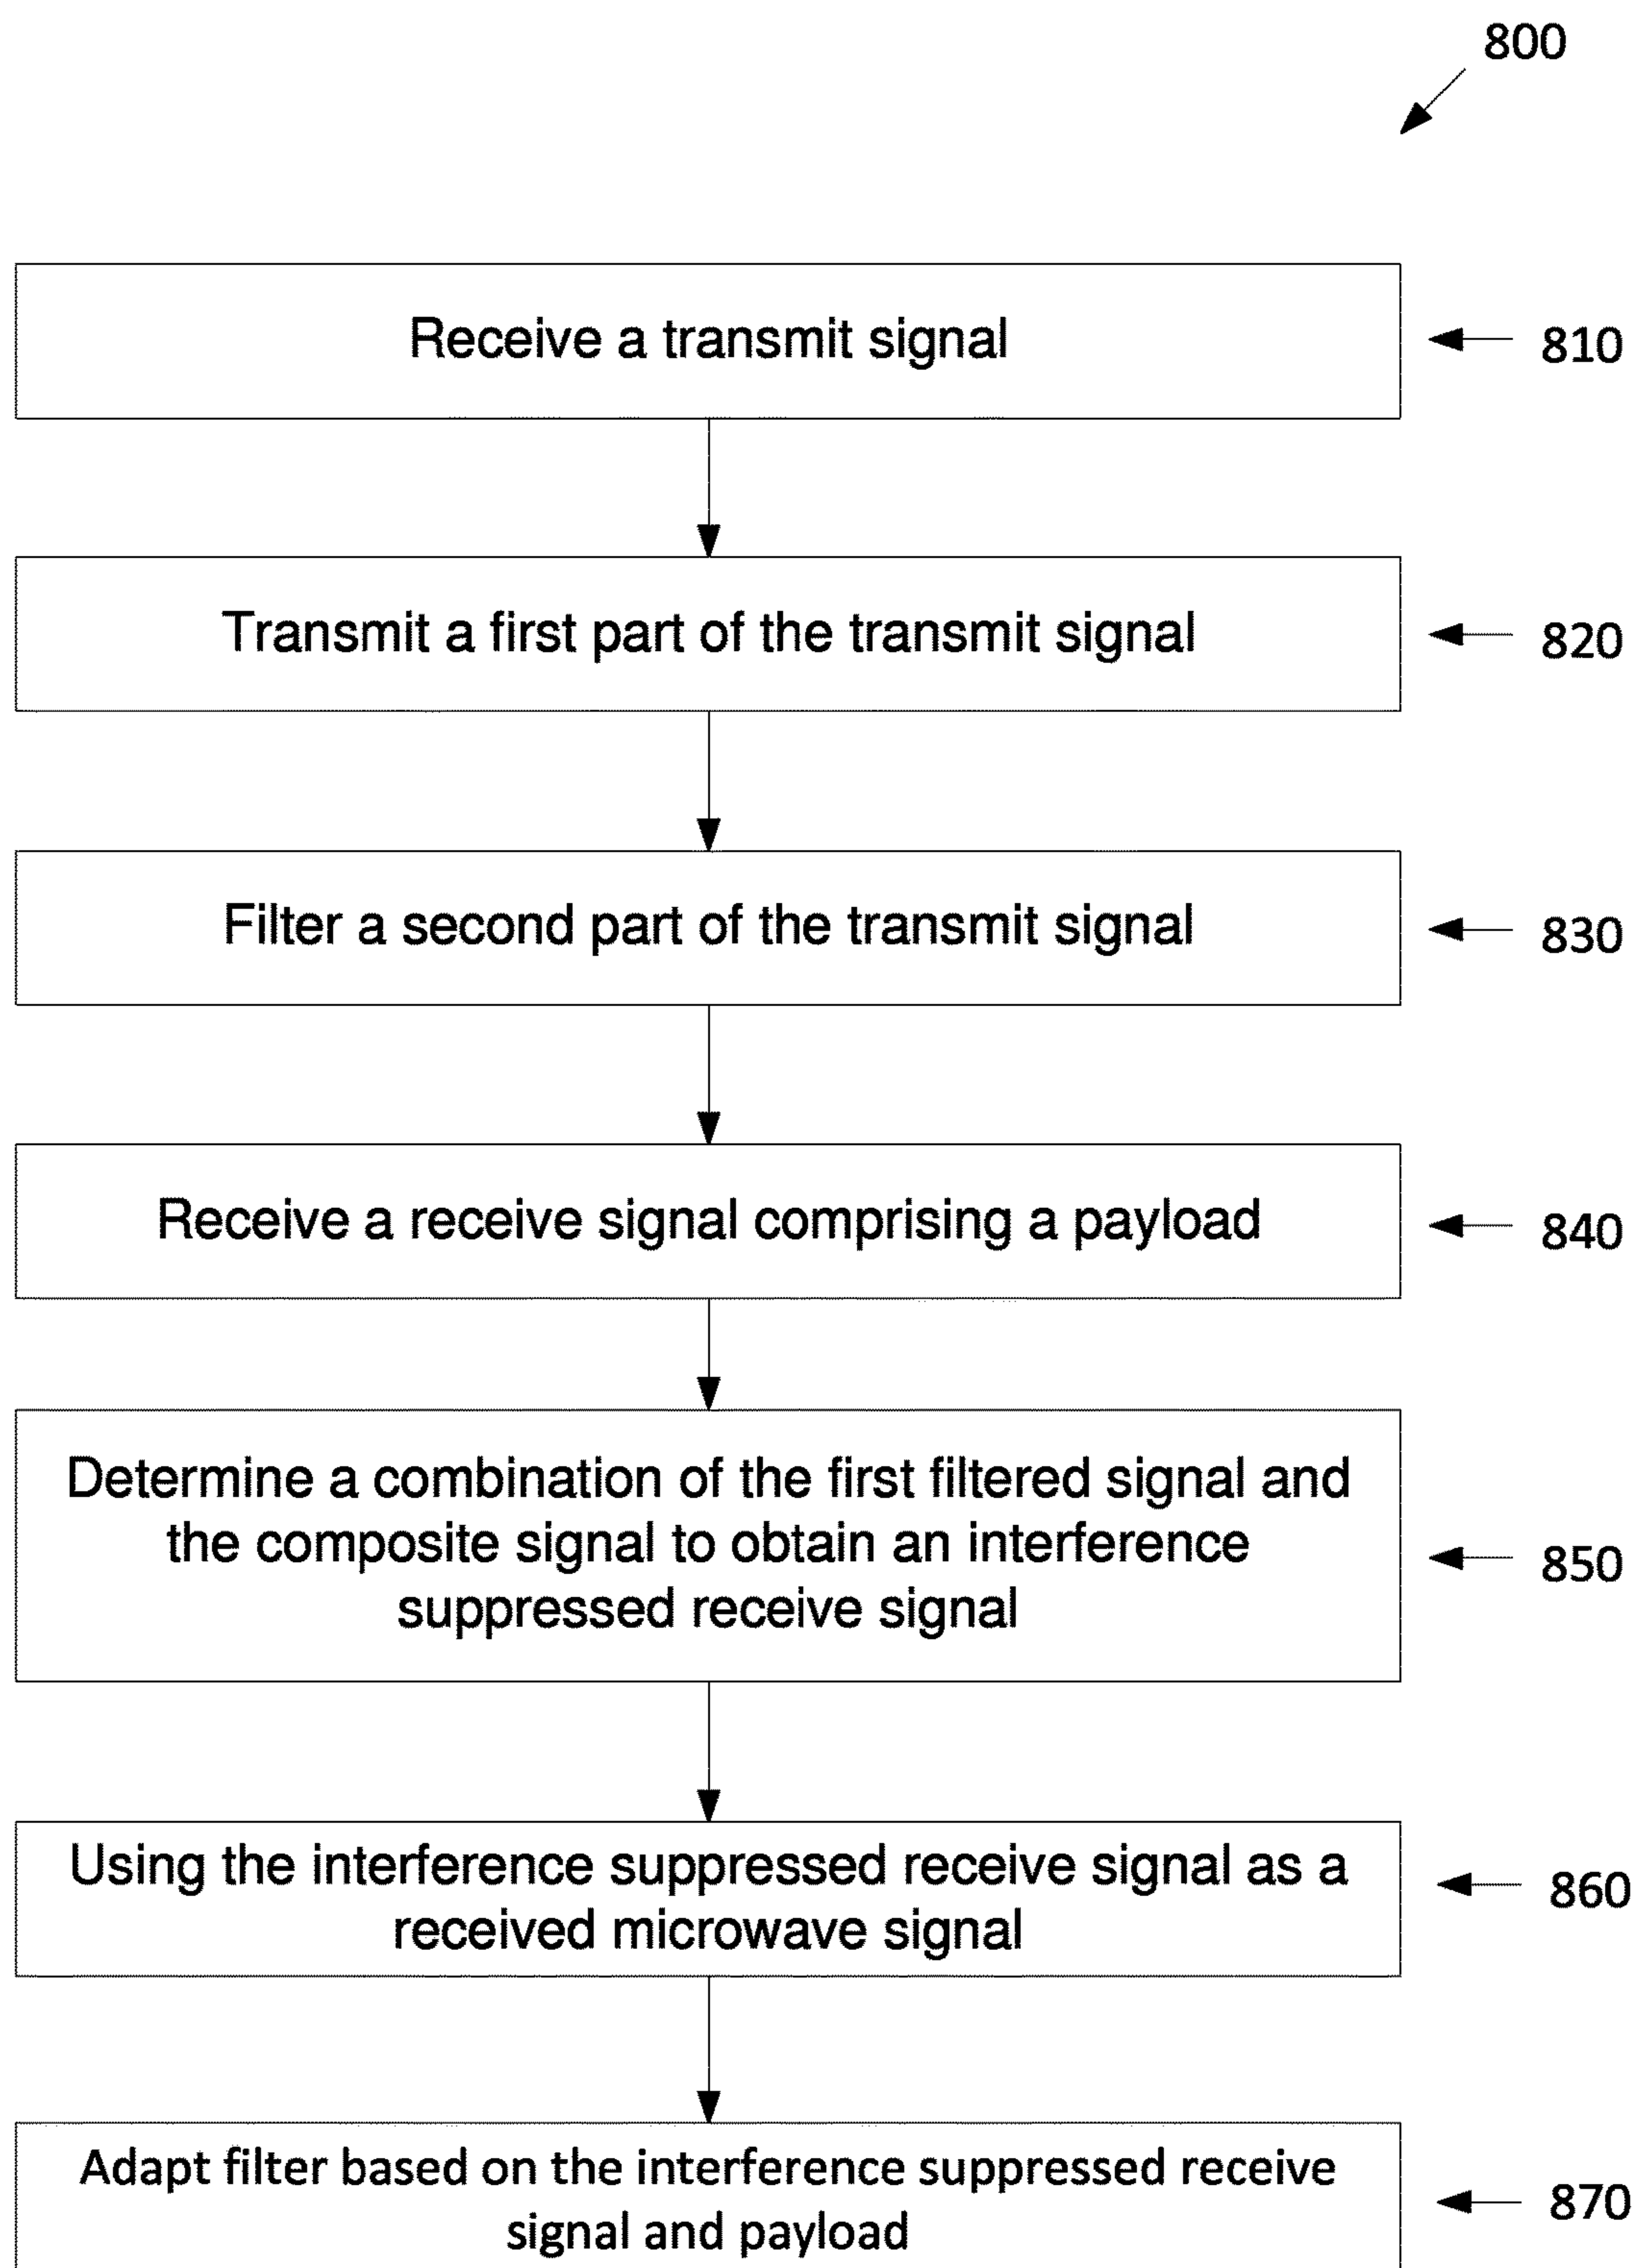 800
Receive a transmit signal
810
Transmit a first part of the transmit signal
820
Filter a second part of the transmit signal
830
Receive a receive signal comprising a payload
840
Determine a combination of the first filtered signal and
the composite signal to obtain an interference
suppressed receive signal
850
Using the interference suppressed receive signal as a
received microwave signal
860
Adapt filter based on the interference suppressed receive
signal and payload
870